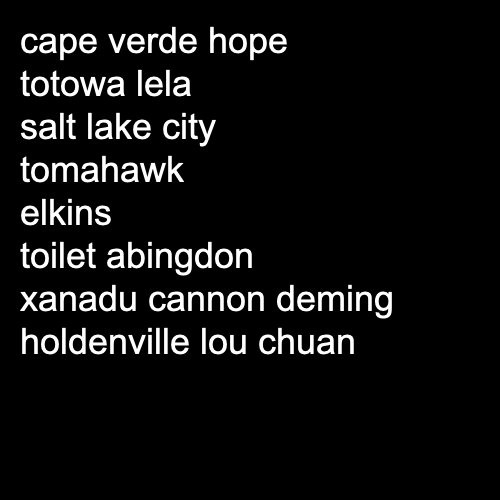 cape verde hope
totowa lela
salt lake city
tomahawk
elkins
toilet abingdon
xanadu cannon deming
holdenville lou chuan